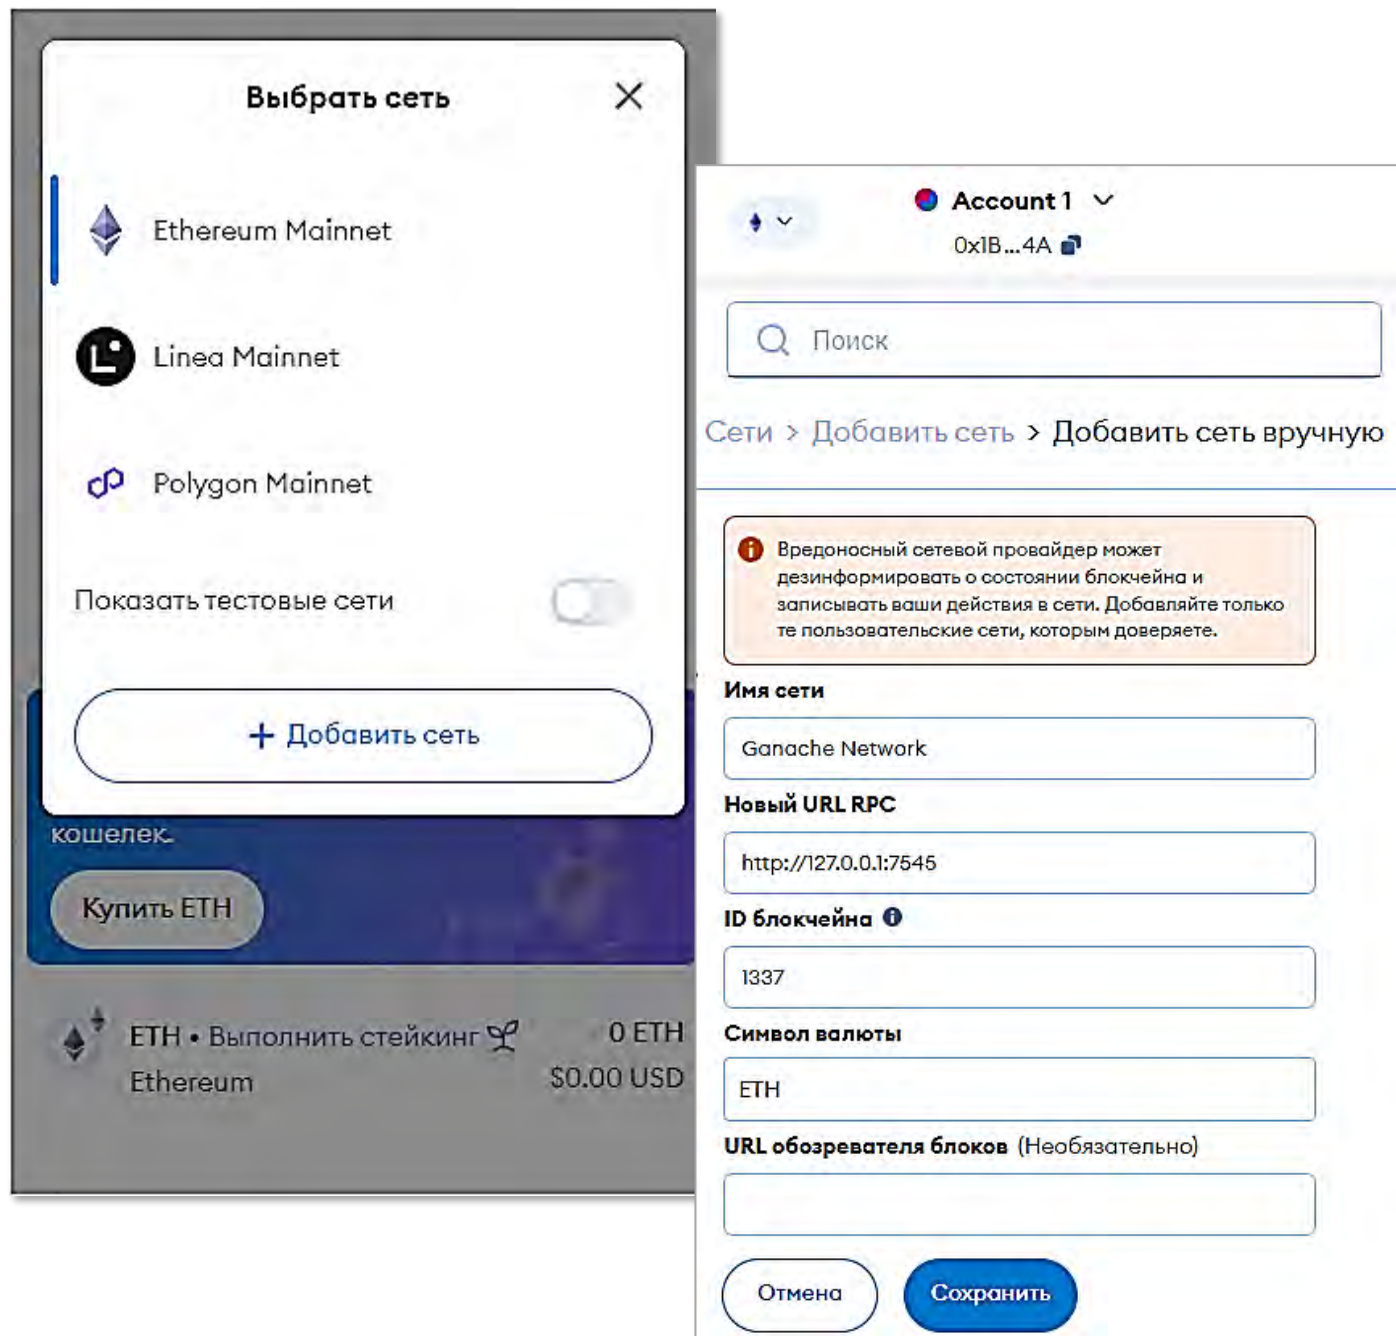 Выбрать сеть
Ethereum Mainnet
Linea Mainnet
Polygon Mainnet
Показать тестовые сети
+ Добавить сеть
кошелек.
Купить ETH
ETH • Выполнить стейкинг
0 ETH
Ethereum
$0.00 USD
Account 1
0x1B...4A
Поиск
Сети > Добавить сеть > Добавить сеть вручную
Вредоносный сетевой провайдер может
дезинформировать о состоянии блокчейна и
записывать ваши действия в сети. Добавляйте только
те пользовательские сети, которым доверяете.
Имя сети
Ganache Network
Новый URL RPC
http://127.0.0.1:7545
ID блокчейна
1337
Символ валюты
ETH
URL обозревателя блоков (Необязательно)
Отмена
Сохранить